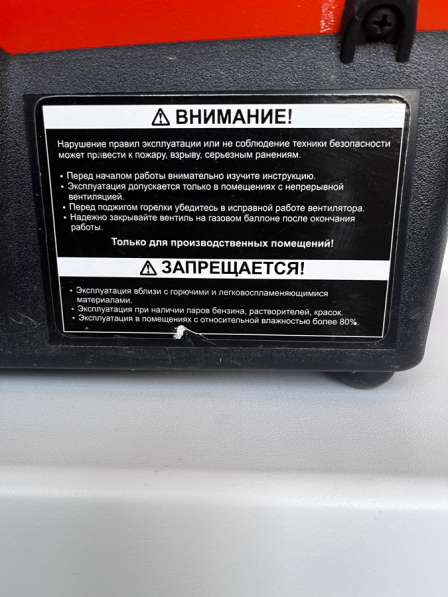 ⚠ ВНИМАНИЕ!
Нарушение правил эксплуатации или не соблюдение техники безопасности
может привести к пожару, взрыву, серьезным ранениям.
• Перед началом работы внимательно изучите инструкцию.
• Эксплуатация допускается только в помещениях с непрерывной
вентиляцией.
• Перед поджигом горелки убедитесь в исправной работе вентилятора.
• Надежно закрывайте вентиль на газовом баллоне после окончания
работы.
Только для производственных помещений!
⚠ ЗАПРЕЩАЕТСЯ!
• Эксплуатация вблизи с горючими и легковоспламеняющимися
материалами.
• Эксплуатация при наличии паров бензина, растворителей, красок.
• Эксплуатация в помещениях с относительной влажностью более 80%.